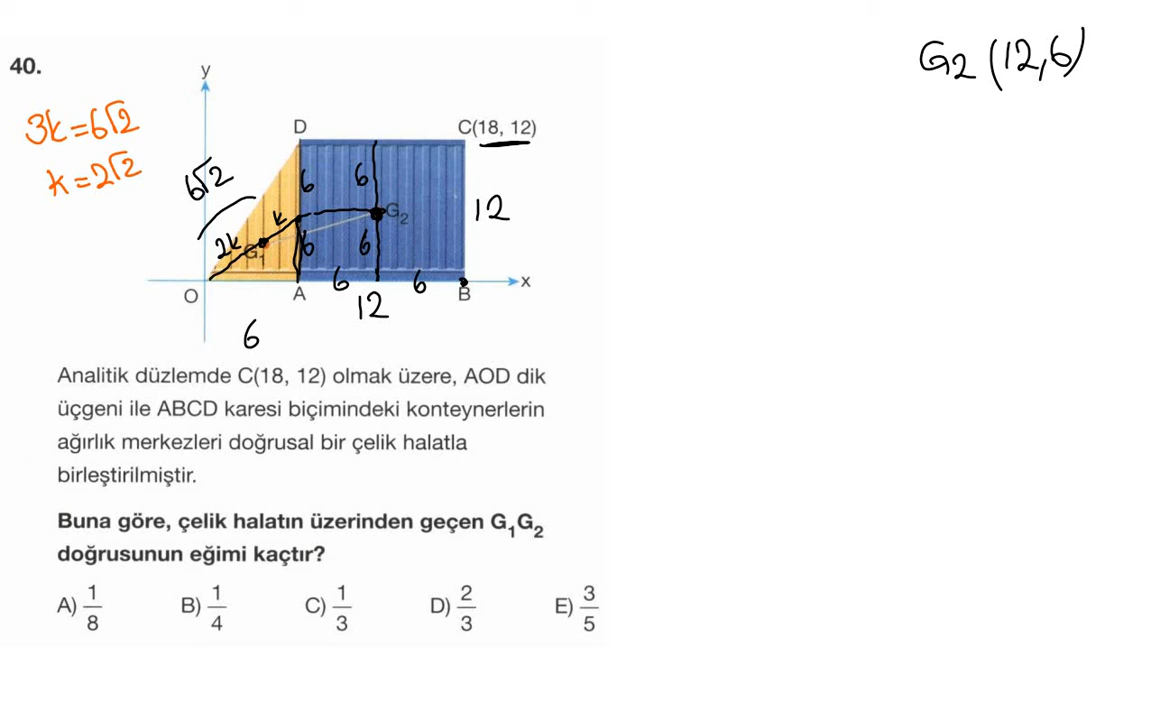 G2 (12,6)
40.
y
3k=6√2
k=2√2
6√2
D
C(18, 12)
6
6
12
k
G2
2k
G1
6
6
6
6
x
O
A
B
12
6
Analitik düzlemde C(18, 12) olmak üzere, AOD dik
üçgeni ile ABCD karesi biçimindeki konteynerlerin
ağırlık merkezleri doğrusal bir çelik halatla
birleştirilmiştir.
Buna göre, çelik halatın üzerinden geçen G1G2
doğrusunun eğimi kaçtır?
A) 1/8 B) 1/4 C) 1/3 D) 2/3 E) 3/5